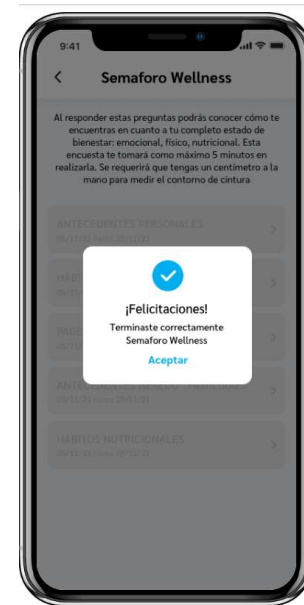 9:41
Semaforo Wellness
Al responder estas preguntas podrás conocer cómo te
encuentras en cuanto a tu completo estado de
bienestar: emocional, físico, nutricional. Esta
encuesta te tomará como máximo 5 minutos en
realizarla. Se requerirá que tengas un centímetro a la
mano para medir el contorno de cintura
ANTECEDENTES PERSONALES
¡Felicitaciones!
Terminaste correctamente
Semaforo Wellness
Aceptar
HABITOS NUTRICIONALES